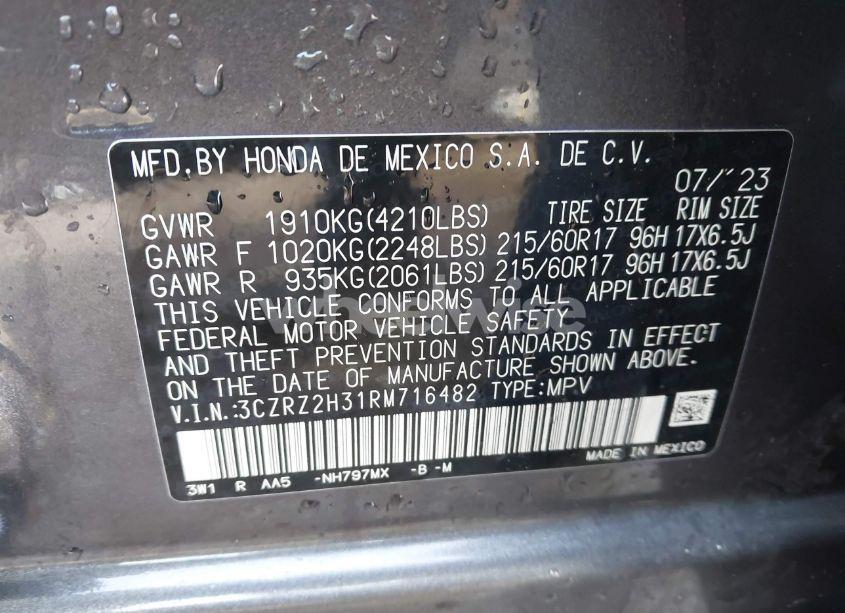 MFD.BY HONDA DE MEXICO S.A. DE C.V.
07/'23
GVWR 1910KG(4210LBS) TIRE SIZE RIM SIZE
GAWR F 1020KG(2248LBS) 215/60R17 96H 17X6.5J
GAWR R 935KG(2061LBS) 215/60R17 96H 17X6.5J
THIS VEHICLE CONFORMS TO ALL APPLICABLE
FEDERAL MOTOR VEHICLE SAFETY
AND THEFT PREVENTION STANDARDS IN EFFECT
ON THE DATE OF MANUFACTURE SHOWN ABOVE.
V.I.N.:3CZRZ2H31RM716482 TYPE:MPV
3W1 R AA5 -NH797MX -B -M
MADE IN MEXICO